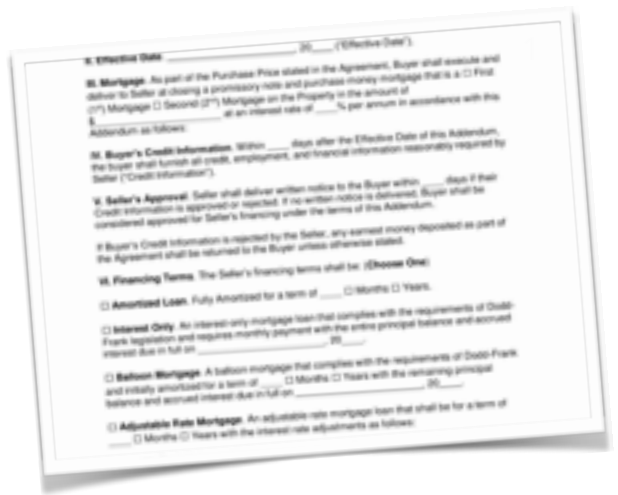 II. Effective Date. ____________________, 20____ ("Effective Date").
III. Mortgage. As part of the Purchase Price stated in the Agreement, Buyer shall execute and
deliver to Seller at closing a promissory note and purchase money mortgage that is a ☐ First
(1st) Mortgage ☐ Second (2nd) Mortgage on the Property in the amount of
$____________________ at an interest rate of ____% per annum in accordance with this
Addendum as follows:
IV. Buyer's Credit Information. Within ____ days after the Effective Date of this Addendum,
the buyer shall furnish all credit, employment, and financial information reasonably required by
Seller ("Credit Information").
V. Seller's Approval. Seller shall deliver written notice to the Buyer within ____ days if their
Credit Information is approved or rejected. If no written notice is delivered, Buyer shall be
considered approved for Seller's financing under the terms of this Addendum.
If Buyer's Credit Information is rejected by the Seller, any earnest money deposited as part of
the Agreement shall be returned to the Buyer unless otherwise stated.
VI. Financing Terms. The Seller's financing terms shall be: (Choose One)
☐ Amortized Loan. Fully Amortized for a term of ____ ☐ Months ☐ Years.
☐ Interest Only. An interest-only mortgage loan that complies with the requirements of Dodd-
Frank legislation and requires monthly payment with the entire principal balance and accrued
interest due in full on ____________________, 20____.
☐ Balloon Mortgage. A balloon mortgage that complies with the requirements of Dodd-Frank
and initially amortized for a term of ____ ☐ Months ☐ Years with the remaining principal
balance and accrued interest due in full on ____________________, 20____.
☐ Adjustable Rate Mortgage. An adjustable rate mortgage loan that shall be for a term of
____ ☐ Months ☐ Years with the interest rate adjustments as follows: